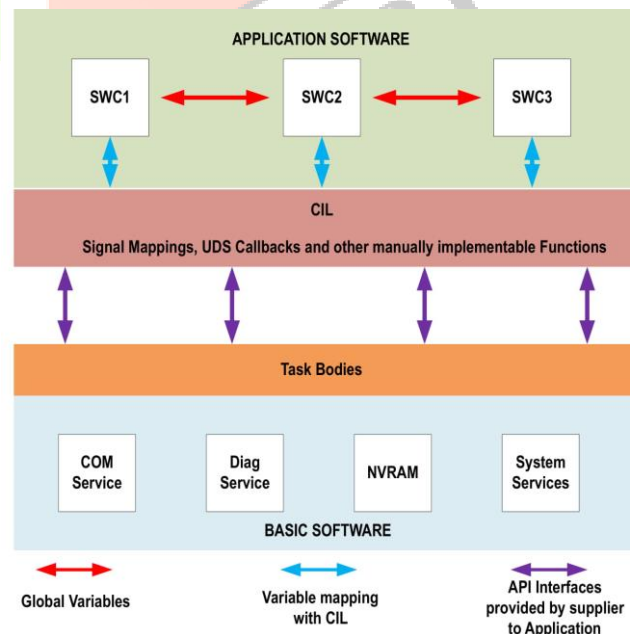 APPLICATION SOFTWARE
SWC1
SWC2
SWC3
CIL
Signal Mappings, UDS Callbacks and other manually implementable Functions
Task Bodies
COM
Service
Diag
Service
NVRAM
System
Services
BASIC SOFTWARE
Global Variables
Variable mapping
with CIL
API Interfaces
provided by supplier
to Application